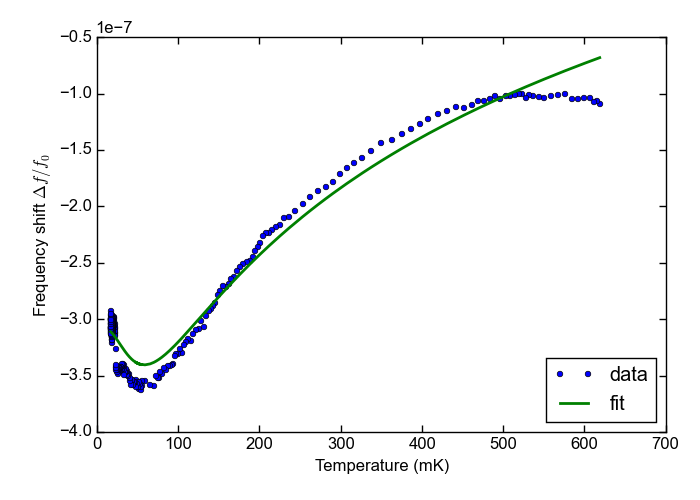 1e−7
−0.5
−1.0
−1.5
−2.0
−2.5
−3.0
−3.5
−4.0
Frequency shift Δf/f₀
0 100 200 300 400 500 600 700
Temperature (mK)
data
fit